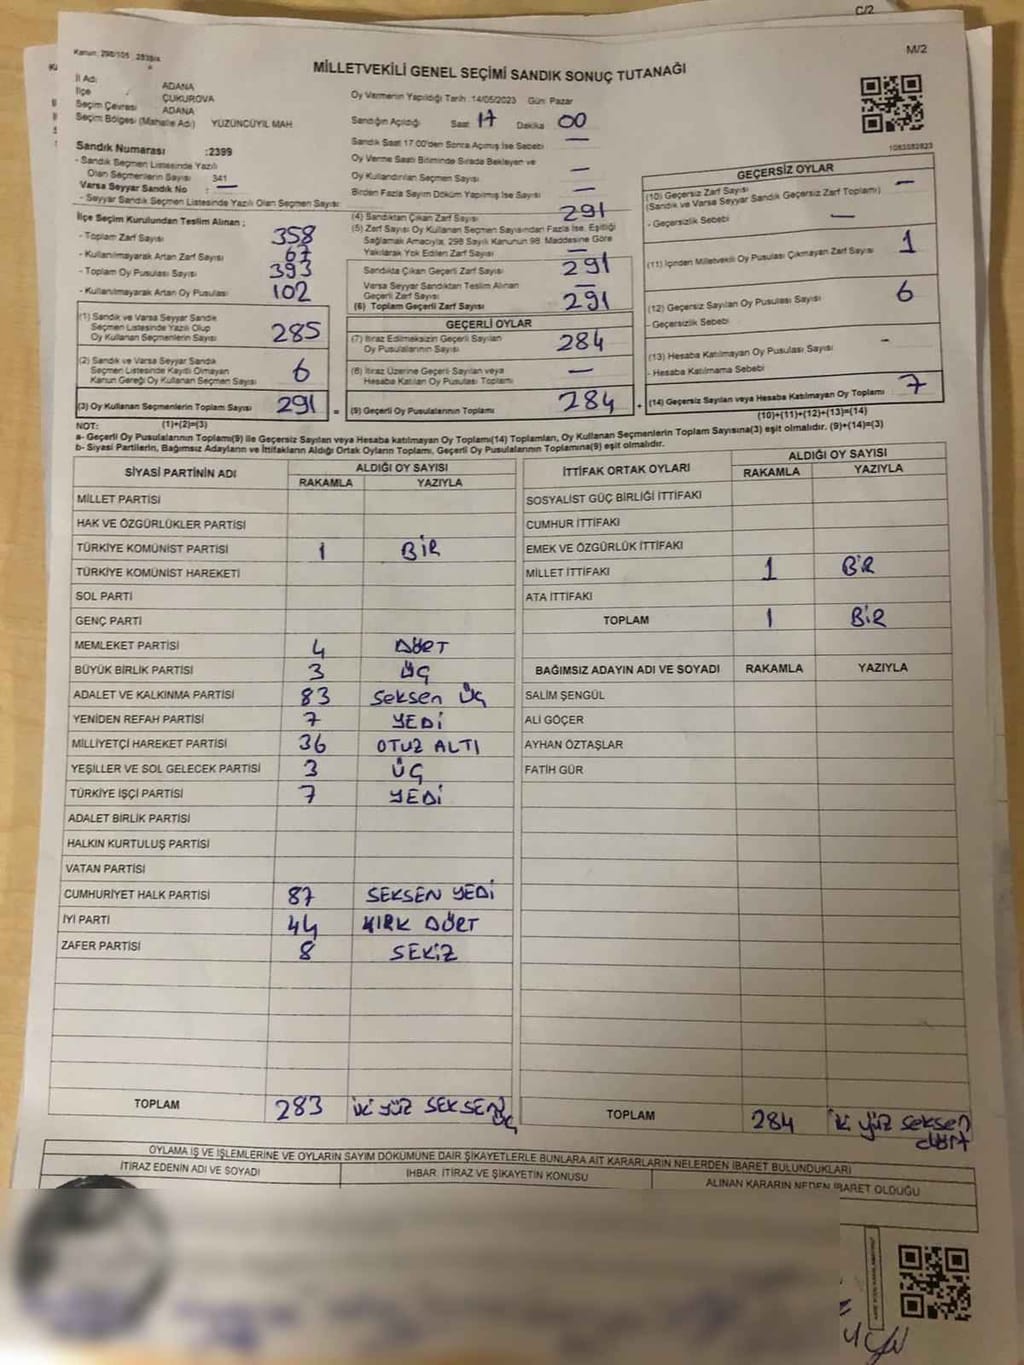 C/2
M/2
Kanun: 298/105
MİLLETVEKİLİ GENEL SEÇİMİ SANDIK SONUÇ TUTANAĞI
İl Adı : ADANA
İlçe : ÇUKUROVA
Seçim Çevresi : ADANA
Seçim Bölgesi (Mahalle Adı) YÜZÜNCÜYIL MAH
Sandık Numarası :2399
- Sandık Seçmen Listesinde Yazılı
Olan Seçmenlerin Sayısı 341
Varsa Seyyar Sandık No : —
- Seyyar Sandık Seçmen Listesinde Yazılı Olan Seçmen Sayısı:
Oy Vermenin Yapıldığı Tarih :14/05/2023 Gün: Pazar
Sandığın Açıldığı Saat 17 Dakika 00
Sandık Saat 17.00'den Sonra Açılmış İse Sebebi —
Oy Verme Saati Bitiminde Sırada Bekleyen ve
Oy Kullandırılan Seçmen Sayısı —
Birden Fazla Sayım Döküm Yapılmış İse Sayısı —
1083082823
İlçe Seçim Kurulundan Teslim Alınan ;
- Toplam Zarf Sayısı 358
- Kullanılmayarak Artan Zarf Sayısı 67
- Toplam Oy Pusulası Sayısı 393
- Kullanılmayarak Artan Oy Pusulası 102
(1) Sandık ve Varsa Seyyar Sandık
Seçmen Listesinde Yazılı Olup
Oy Kullanan Seçmenlerin Sayısı 285
(2) Sandık ve Varsa Seyyar Sandık
Seçmen Listesinde Kayıtlı Olmayan
Kanun Gereği Oy Kullanan Seçmen Sayısı 6
(3) Oy Kullanan Seçmenlerin Toplam Sayısı 291 =
(1)+(2)=(3)
(4) Sandıktan Çıkan Zarf Sayısı 291
(5) Zarf Sayısı Oy Kullanan Seçmen Sayısından Fazla İse, Eşitliği
Sağlamak Amacıyla, 298 Sayılı Kanunun 98. Maddesine Göre
Yakılarak Yok Edilen Zarf Sayısı —
Sandıkta Çıkan Geçerli Zarf Sayısı 291
Varsa Seyyar Sandıktan Teslim Alınan
Geçerli Zarf Sayısı —
(6) Toplam Geçerli Zarf Sayısı 291
GEÇERLİ OYLAR
(7) İtiraz Edilmeksizin Geçerli Sayılan
Oy Pusulalarının Sayısı 284
(8) İtiraz Üzerine Geçerli Sayılan veya
Hesaba Katılan Oy Pusulası Toplamı —
(9) Geçerli Oy Pusulalarının Toplamı 284 +
GEÇERSİZ OYLAR
(10) Geçersiz Zarf Sayısı —
(Sandık ve Varsa Seyyar Sandık Geçersiz Zarf Toplamı)
- Geçersizlik Sebebi —
(11) İçinden Milletvekili Oy Pusulası Çıkmayan Zarf Sayısı 1
(12) Geçersiz Sayılan Oy Pusulası Sayısı 6
- Geçersizlik Sebebi
(13) Hesaba Katılmayan Oy Pusulası Sayısı -
- Hesaba Katılmama Sebebi
(14) Geçersiz Sayılan veya Hesaba Katılmayan Oy Toplamı 7
(10)+(11)+(12)+(13)=(14)
NOT:
a- Geçerli Oy Pusulalarının Toplamı(9) ile Geçersiz Sayılan veya Hesaba katılmayan Oy Toplamı(14) Toplamları, Oy Kullanan Seçmenlerin Toplam Sayısına(3) eşit olmalıdır. (9)+(14)=(3)
b- Siyasi Partilerin, Bağımsız Adayların ve İttifakların Aldığı Ortak Oyların Toplamı, Geçerli Oy Pusulalarının Toplamına(9) eşit olmalıdır.
SİYASİ PARTİNİN ADI ALDIĞI OY SAYISI
RAKAMLA YAZIYLA
MİLLET PARTİSİ
HAK VE ÖZGÜRLÜKLER PARTİSİ
TÜRKİYE KOMÜNİST PARTİSİ 1 BİR
TÜRKİYE KOMÜNİST HAREKETİ
SOL PARTİ
GENÇ PARTİ
MEMLEKET PARTİSİ 4 DÖRT
BÜYÜK BİRLİK PARTİSİ 3 ÜÇ
ADALET VE KALKINMA PARTİSİ 83 Seksen Üç
YENİDEN REFAH PARTİSİ 7 YEDİ
MİLLİYETÇİ HAREKET PARTİSİ 36 OTUZ ALTI
YEŞİLLER VE SOL GELECEK PARTİSİ 3 ÜÇ
TÜRKİYE İŞÇİ PARTİSİ 7 YEDİ
ADALET BİRLİK PARTİSİ
HALKIN KURTULUŞ PARTİSİ
VATAN PARTİSİ
CUMHURİYET HALK PARTİSİ 87 SEKSEN YEDİ
İYİ PARTİ 44 KIRK DÖRT
ZAFER PARTİSİ 8 SEKİZ
TOPLAM 283 İKİ YÜZ SEKSEN ÜÇ
İTTİFAK ORTAK OYLARI ALDIĞI OY SAYISI
RAKAMLA YAZIYLA
SOSYALİST GÜÇ BİRLİĞİ İTTİFAKI
CUMHUR İTTİFAKI
EMEK VE ÖZGÜRLÜK İTTİFAKI
MİLLET İTTİFAKI 1 BİR
ATA İTTİFAKI
TOPLAM 1 BİR
BAĞIMSIZ ADAYIN ADI VE SOYADI RAKAMLA YAZIYLA
SALİM ŞENGÜL
ALİ GÖÇER
AYHAN ÖZTAŞLAR
FATİH GÜR
TOPLAM 284 İki yüz seksen
dört
OYLAMA İŞ VE İŞLEMLERİNE VE OYLARIN SAYIM DÖKÜMÜNE DAİR ŞİKAYETLERLE BUNLARA AİT KARARLARIN NELERDEN İBARET BULUNDUKLARI
İTİRAZ EDENİN ADI VE SOYADI İHBAR, İTİRAZ VE ŞİKAYETİN KONUSU ALINAN KARARIN NEDEN İBARET OLDUĞU